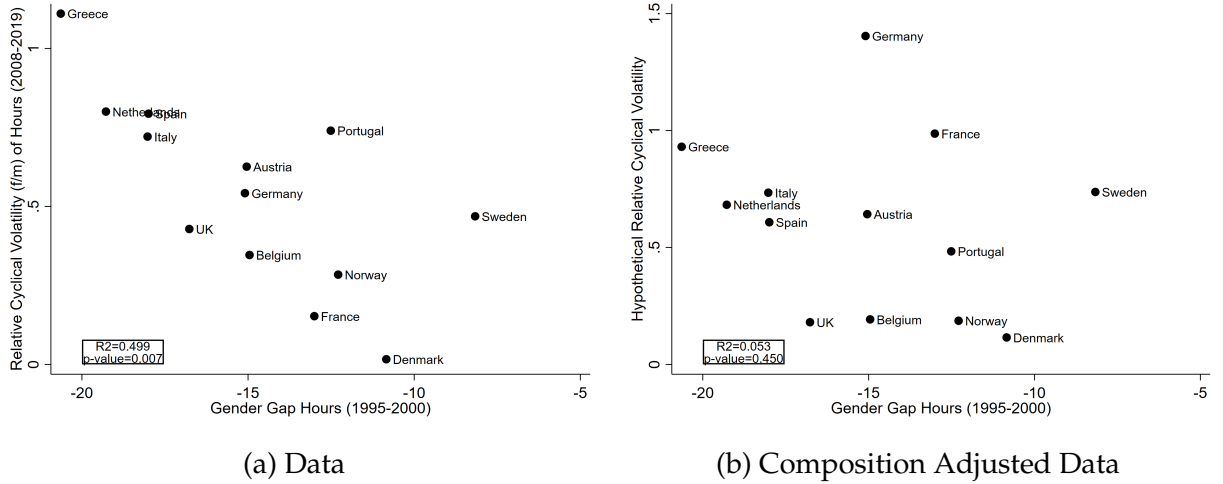 Relative Cyclical Volatility (f/m) of Hours (2008-2019)
1
.5
0
Greece
Netherlands
Spain
Italy
Portugal
Austria
Germany
Sweden
UK
Belgium
Norway
France
Denmark
R2=0.499
p-value=0.007
-20
-15
-10
-5
Gender Gap Hours (1995-2000)
(a) Data
Hypothetical Relative Cyclical Volatility
1.5
1
.5
0
Germany
France
Greece
Italy
Sweden
Netherlands
Austria
Spain
Portugal
UK
Belgium
Norway
Denmark
R2=0.053
p-value=0.450
-20
-15
-10
-5
Gender Gap Hours (1995-2000)
(b) Composition Adjusted Data